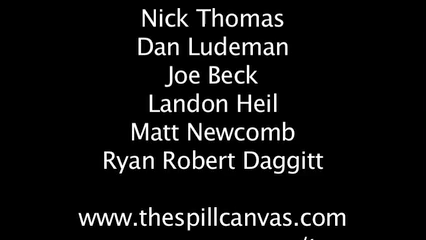 Nick Thomas
Dan Ludeman
Joe Beck
Landon Heil
Matt Newcomb
Ryan Robert Daggitt
www.thespillcanvas.com